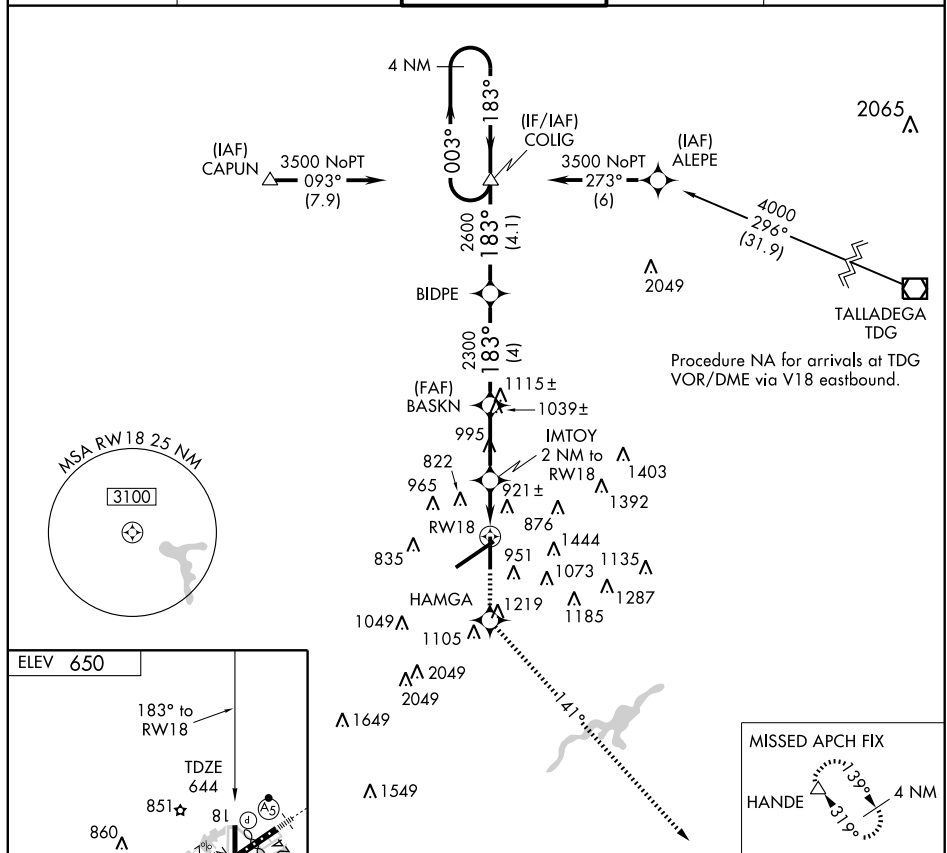 4 NM
183°
003°
(IF/IAF)
COLIG
2065
(IAF)
CAPUN
3500 NoPT
093°
(7.9)
3500 NoPT
273°
(6)
(IAF)
ALEPE
4000
296°
(31.9)
2600
183°
(4.1)
2049
BIDPE
TALLADEGA
TDG
2300
183°
(4)
Procedure NA for arrivals at TDG
VOR/DME via V18 eastbound.
(FAF)
BASKN
1115±
1039±
995
IMTOY
2 NM to
RW18
MSA RW18 25 NM
3100
822
965
921±
1403
1392
RW18
876
835
1444
951
1073
1135
HAMGA
1219
1185
1287
1049
1105
2049
2049
141°
1649
1549
ELEV 650
183° to
RW18
TDZE
644
851
18
P
A5
860
MISSED APCH FIX
HANDE
139°
319°
4 NM